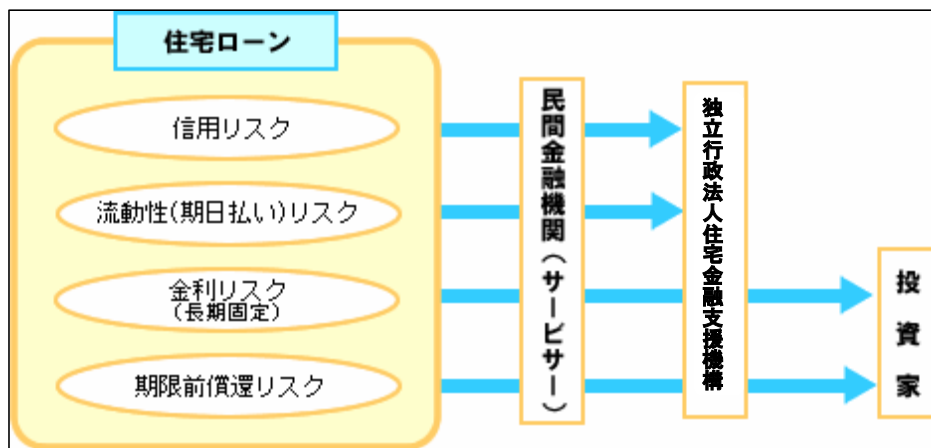 住宅ローン
信用リスク
流動性(期日払い)リスク
金利リスク
(長期固定)
期限前償還リスク
民間金融機関(サービサー)
独立行政法人住宅金融支援機構
投資家